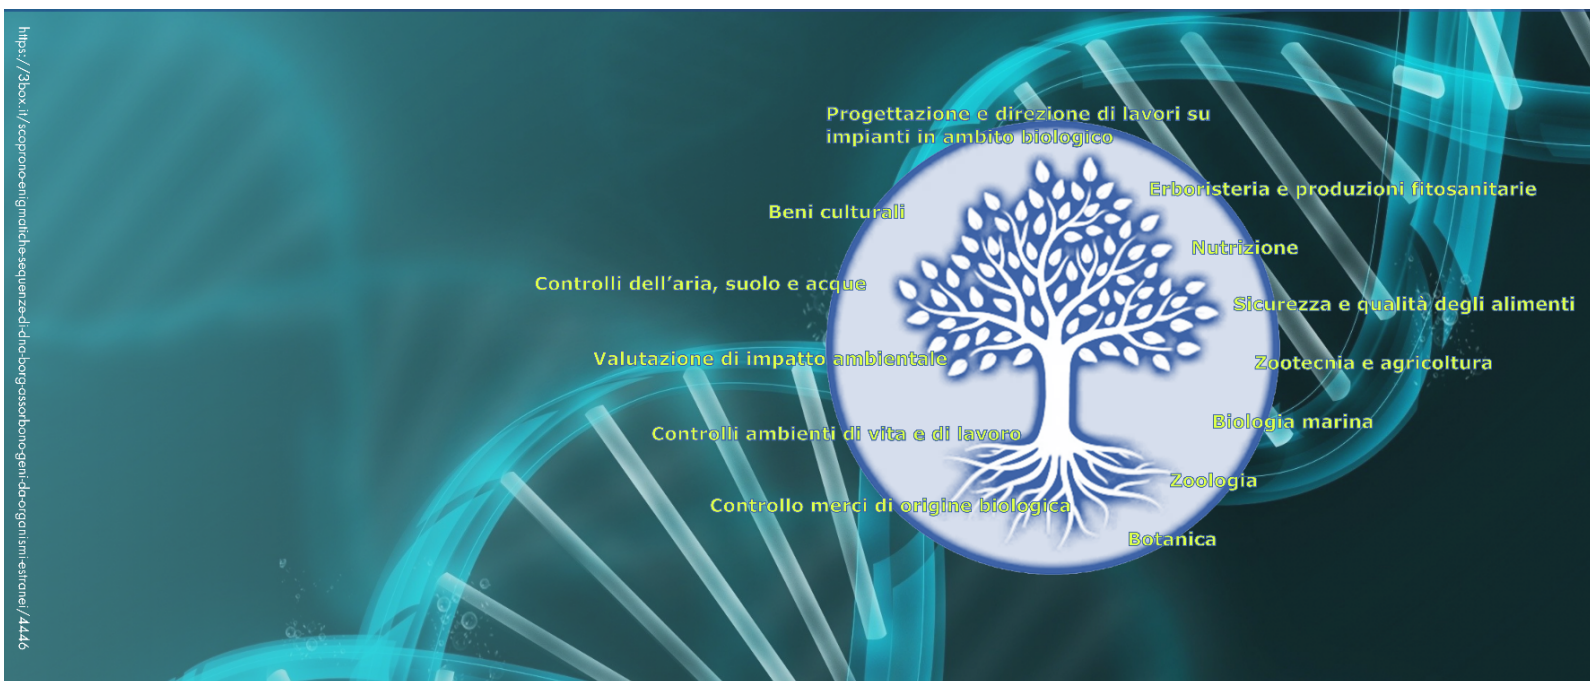 https://3box.it/scoprono-enigmatiche-sequenze-di-dna-borg-assorbono-geni-da-organismi-estranei/4446
Progettazione e direzione di lavori su
impianti in ambito biologico
Beni culturali
Controlli dell’aria, suolo e acque
Valutazione di impatto ambientale
Controlli ambienti di vita e di lavoro
Controllo merci di origine biologica
Erboristeria e produzioni fitosanitarie
Nutrizione
Sicurezza e qualità degli alimenti
Zootecnia e agricoltura
Biologia marina
Zoologia
Botanica